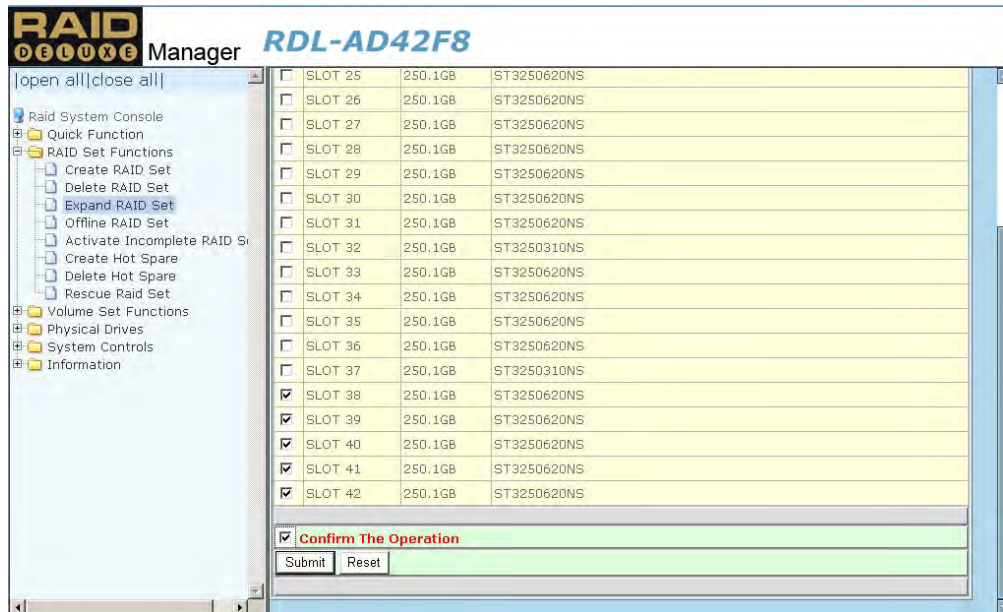 RAID
DELUXE Manager
RDL-AD42F8
|open all|close all|
Raid System Console
Quick Function
RAID Set Functions
Create RAID Set
Delete RAID Set
Expand RAID Set
Offline RAID Set
Activate Incomplete RAID S
Create Hot Spare
Delete Hot Spare
Rescue Raid Set
Volume Set Functions
Physical Drives
System Controls
Information
SLOT 25 250.1GB ST3250620NS
SLOT 26 250.1GB ST3250620NS
SLOT 27 250.1GB ST3250620NS
SLOT 28 250.1GB ST3250620NS
SLOT 29 250.1GB ST3250620NS
SLOT 30 250.1GB ST3250620NS
SLOT 31 250.1GB ST3250620NS
SLOT 32 250.1GB ST3250310NS
SLOT 33 250.1GB ST3250620NS
SLOT 34 250.1GB ST3250620NS
SLOT 35 250.1GB ST3250620NS
SLOT 36 250.1GB ST3250620NS
SLOT 37 250.1GB ST3250310NS
SLOT 38 250.1GB ST3250620NS
SLOT 39 250.1GB ST3250620NS
SLOT 40 250.1GB ST3250620NS
SLOT 41 250.1GB ST3250620NS
SLOT 42 250.1GB ST3250620NS
Confirm The Operation
Submit Reset